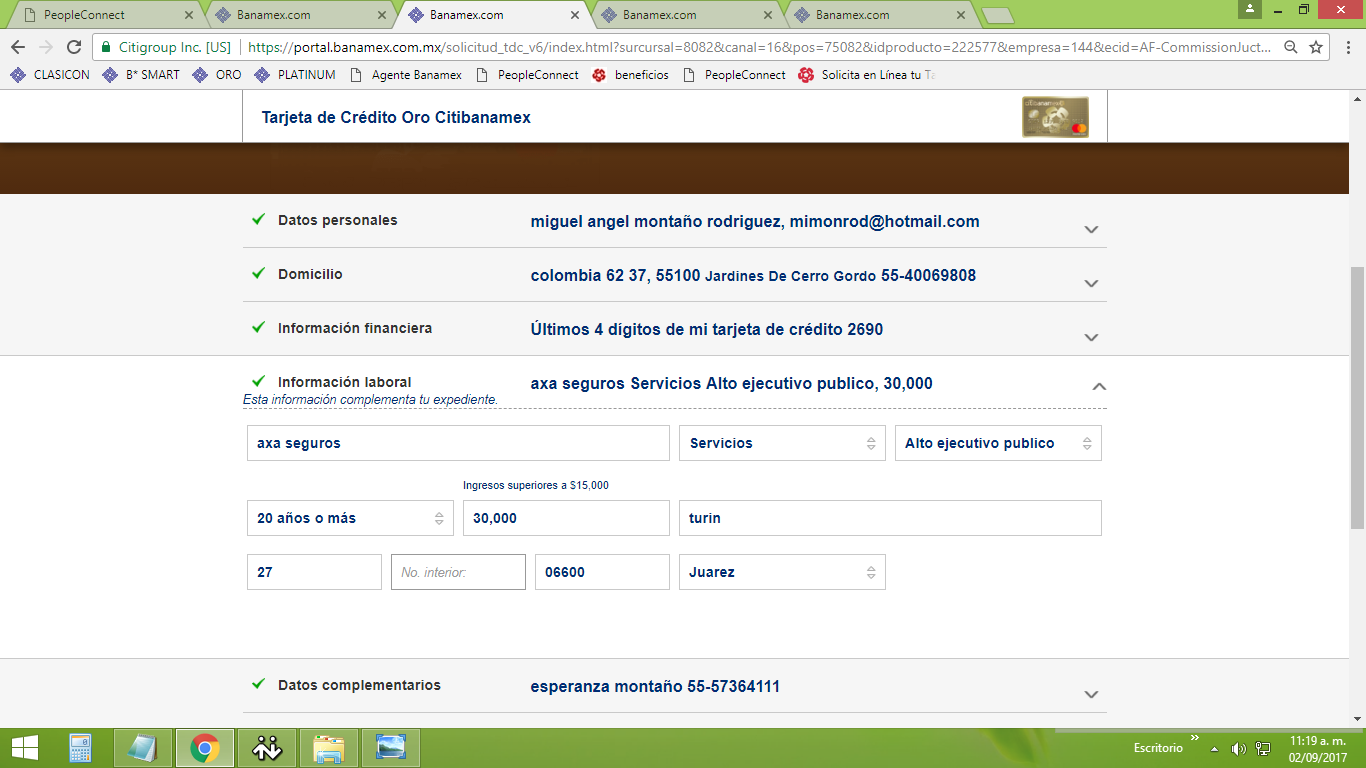 PeopleConnect
Banamex.com
Banamex.com
Banamex.com
Banamex.com
Citigroup Inc. [US] https://portal.banamex.com.mx/solicitud_tdc_v6/index.html?surcursal=8082&canal=16&pos=75082&idproducto=222577&empresa=144&ecid=AF-CommissionJuct...
CLASICON B* SMART ORO PLATINUM Agente Banamex PeopleConnect beneficios PeopleConnect Solicita en Línea tu Ta
Tarjeta de Crédito Oro Citibanamex
Datos personales miguel angel montaño rodriguez, mimonrod@hotmail.com
Domicilio colombia 62 37, 55100 Jardines De Cerro Gordo 55-40069808
Información financiera Últimos 4 dígitos de mi tarjeta de crédito 2690
Información laboral axa seguros Servicios Alto ejecutivo publico, 30,000
Esta información complementa tu expediente.
axa seguros Servicios Alto ejecutivo publico
Ingresos superiores a $15,000
20 años o más 30,000 turin
27 No. interior: 06600 Juarez
Datos complementarios esperanza montaño 55-57364111
Escritorio
11:19 a. m.
02/09/2017